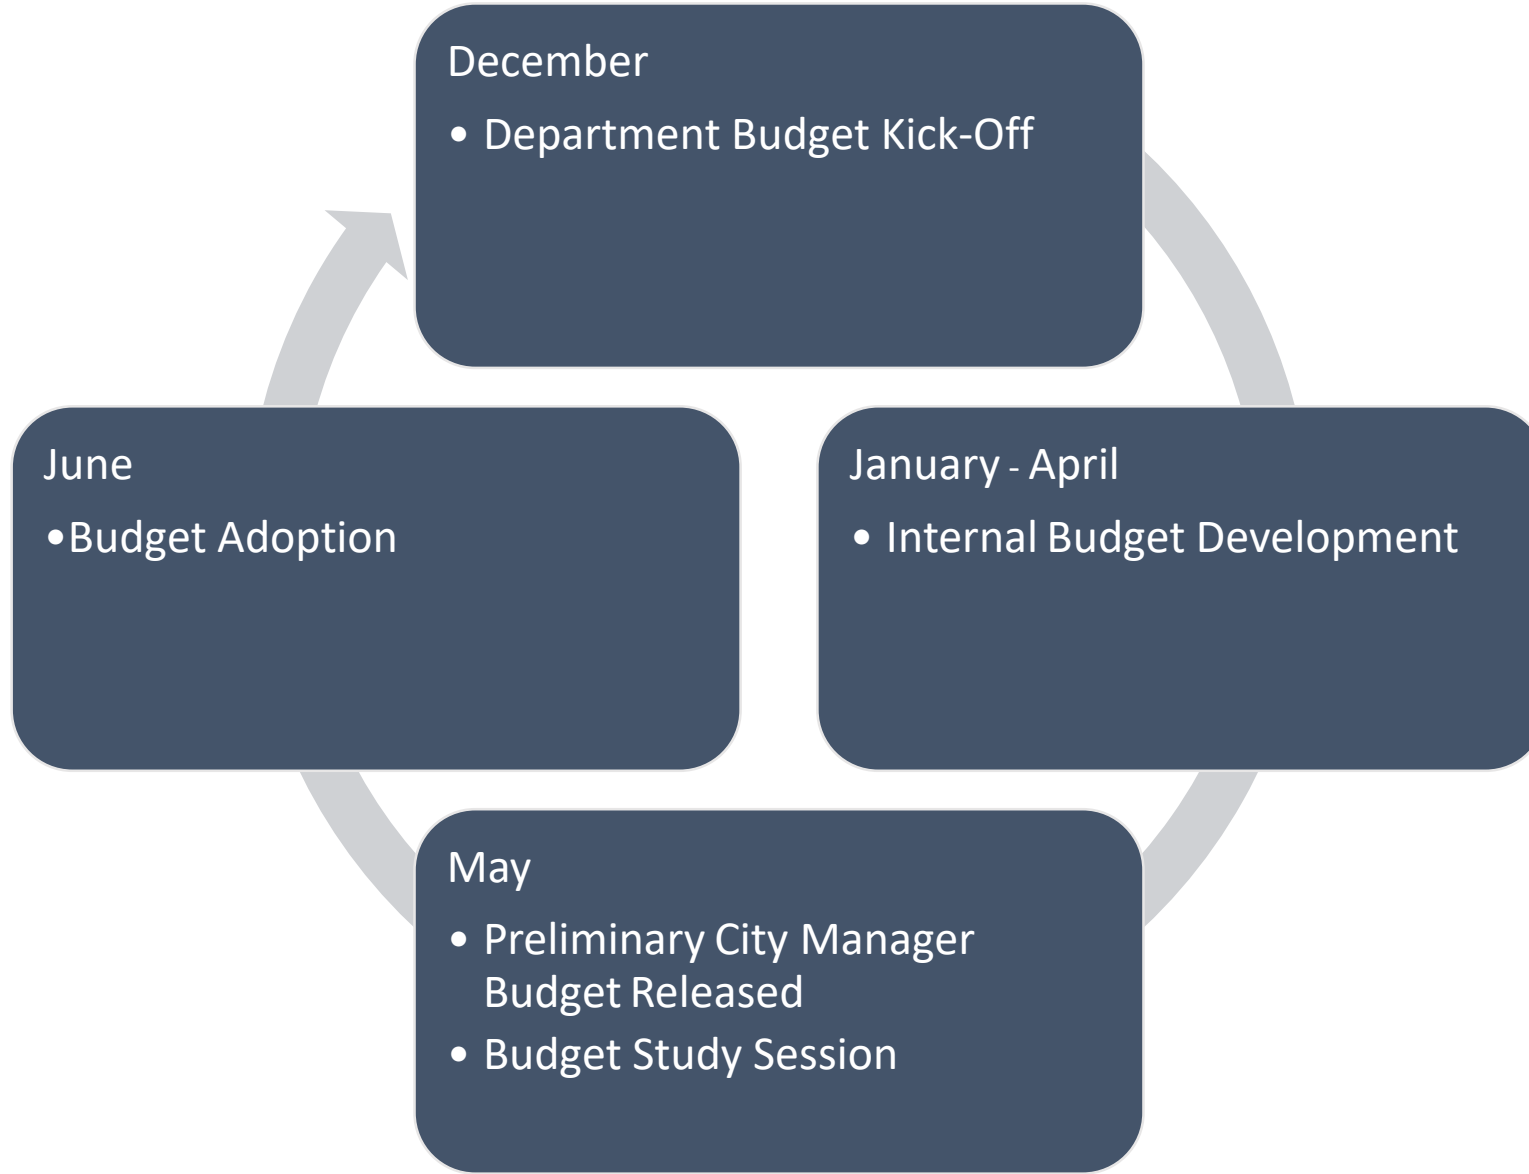 December
• Department Budget Kick-Off
January - April
• Internal Budget Development
May
• Preliminary City Manager
Budget Released
• Budget Study Session
June
•Budget Adoption